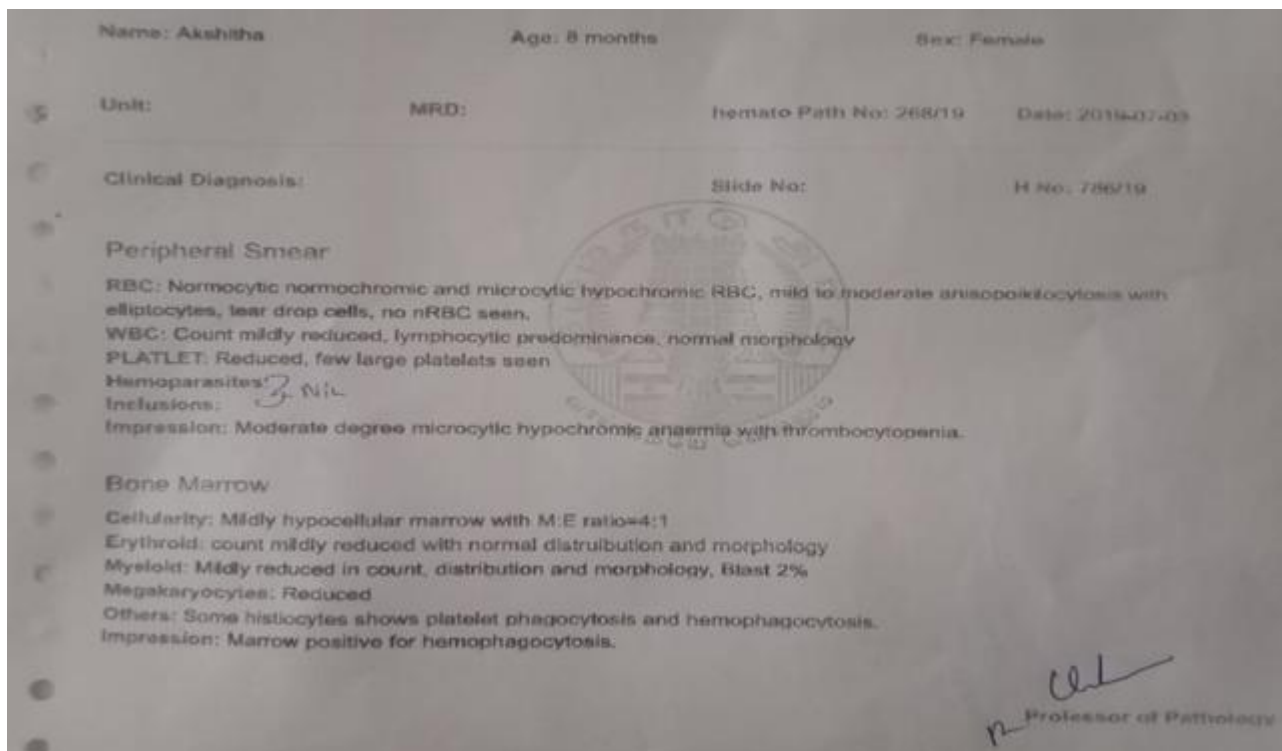 Name: Akshitha Age: 8 months Sex: Female
Unit: MRD: hemato Path No: 268/19 Date: 2019-07-03
Clinical Diagnosis: Slide No: H No: 786/19
Peripheral Smear
RBC: Normocytic normochromic and microcytic hypochromic RBC, mild to moderate anisopoikilocytosis with
elliptocytes, tear drop cells, no nRBC seen.
WBC: Count mildly reduced, lymphocytic predominance, normal morphology
PLATLET: Reduced, few large platelets seen
Hemoparasites: Nil
Inclusions:
Impression: Moderate degree microcytic hypochromic anaemia with thrombocytopenia.
Bone Marrow
Cellularity: Mildly hypocellular marrow with M:E ratio=4:1
Erythroid: count mildly reduced with normal distruibution and morphology
Myeloid: Mildly reduced in count, distribution and morphology, Blast 2%
Megakaryocytes: Reduced
Others: Some histiocytes shows platelet phagocytosis and hemophagocytosis.
Impression: Marrow positive for hemophagocytosis.
Professor of Pathology